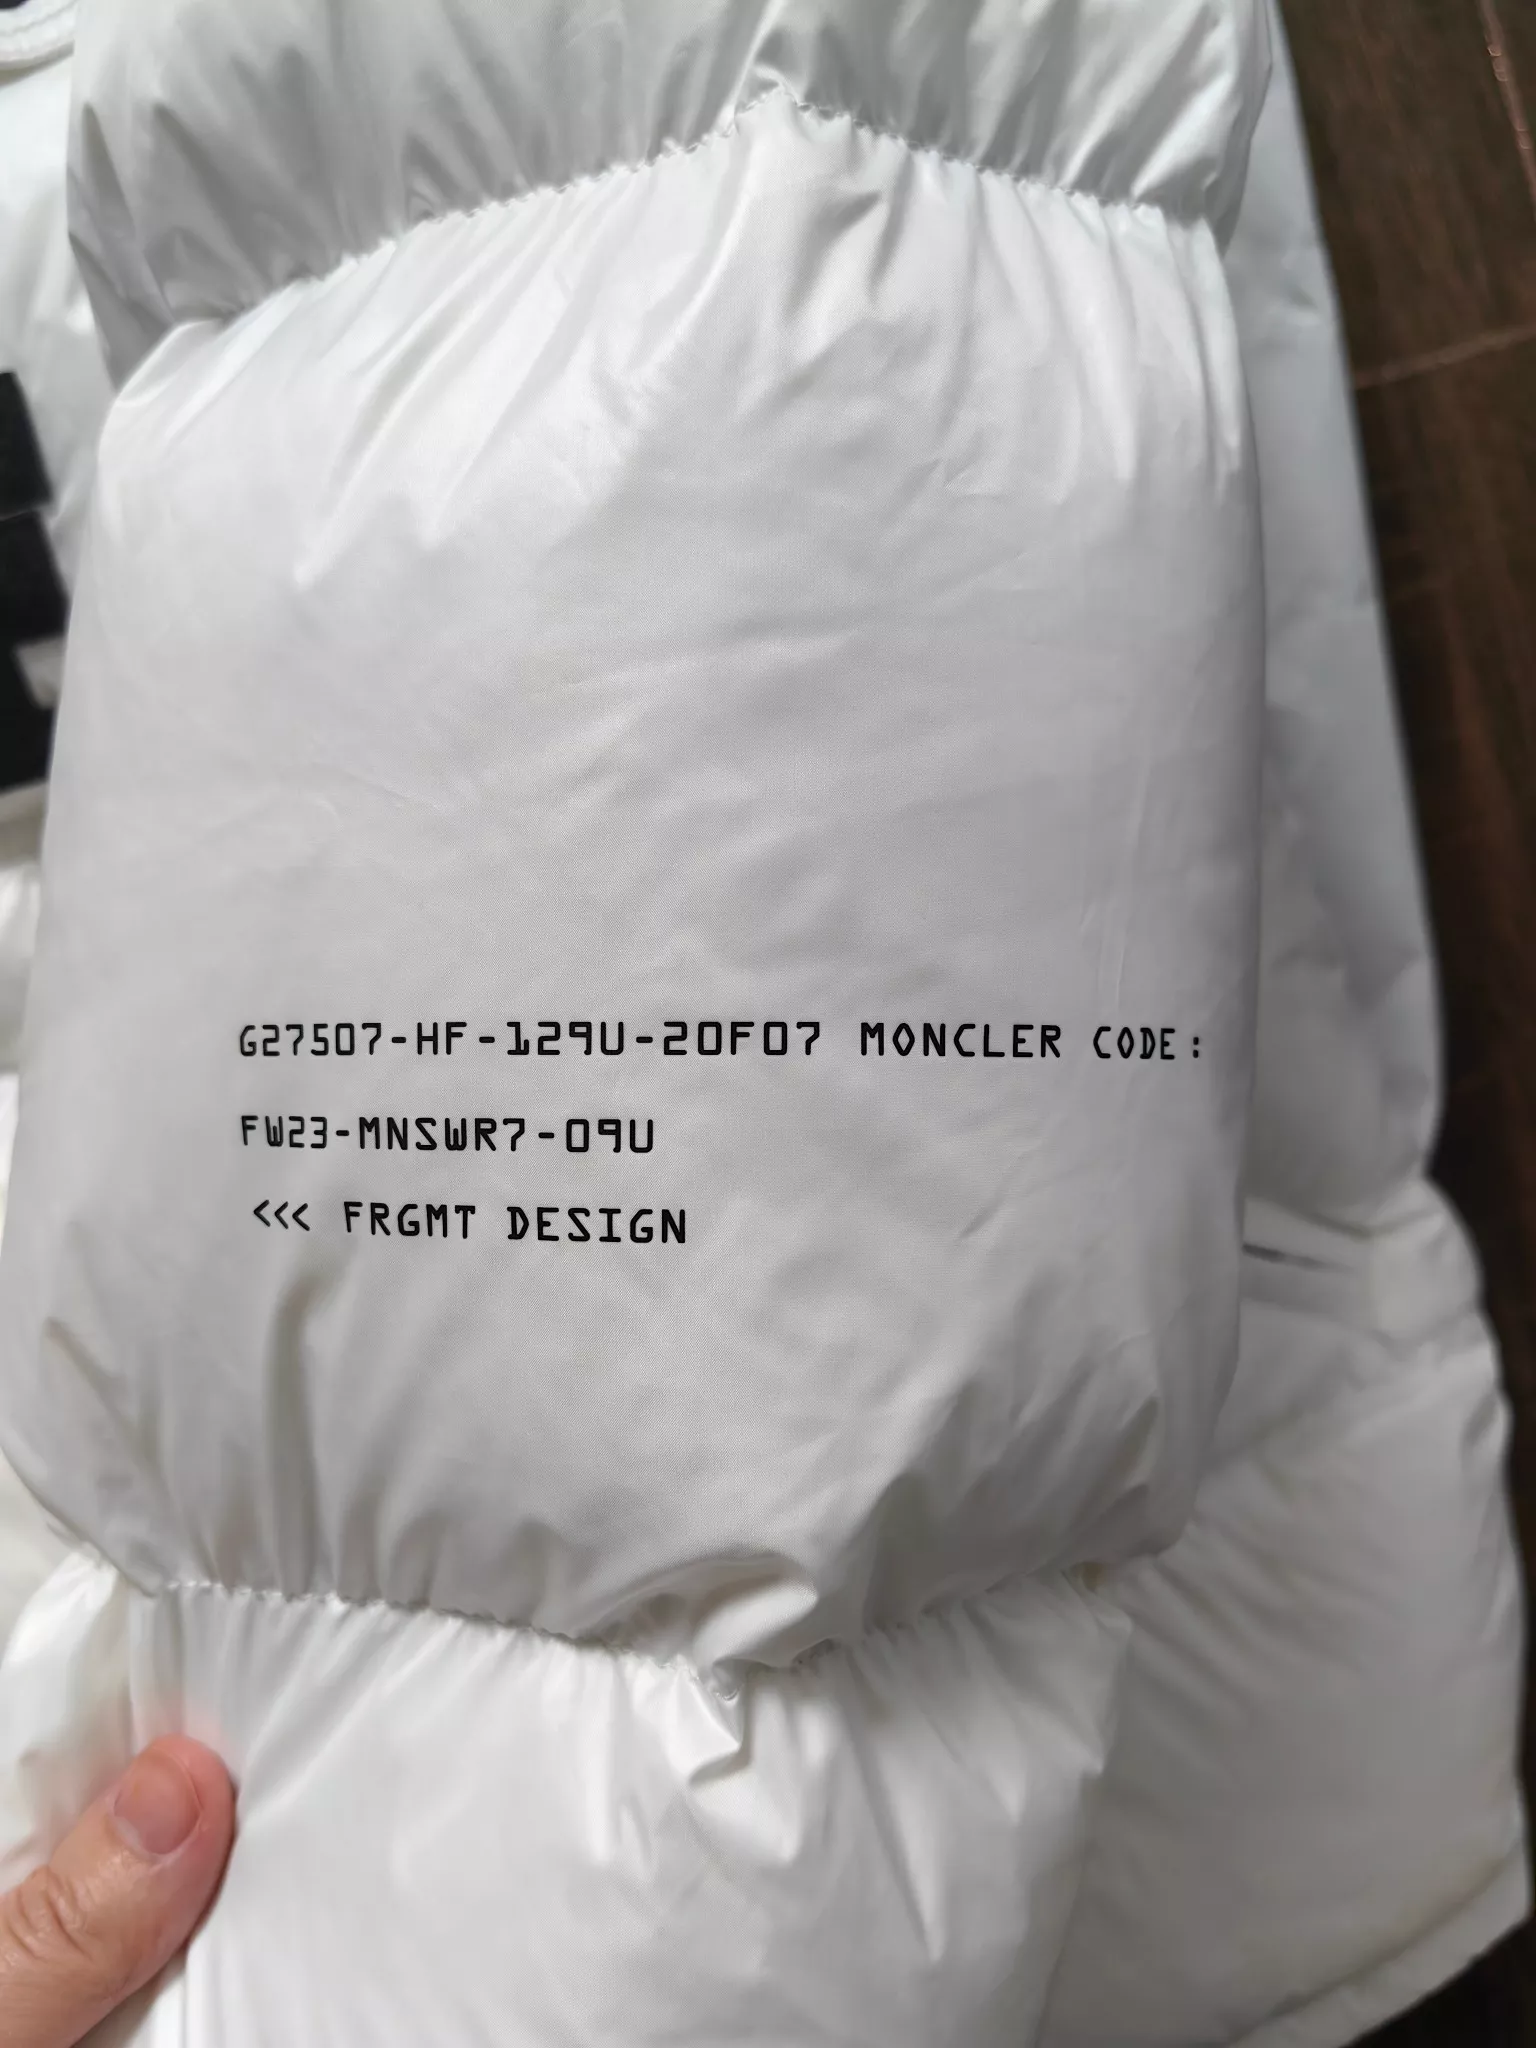 G27507-HF-129U-20F07 MONCLER CODE:
FW23-MNSWR7-09U
<<< FRGMT DESIGN